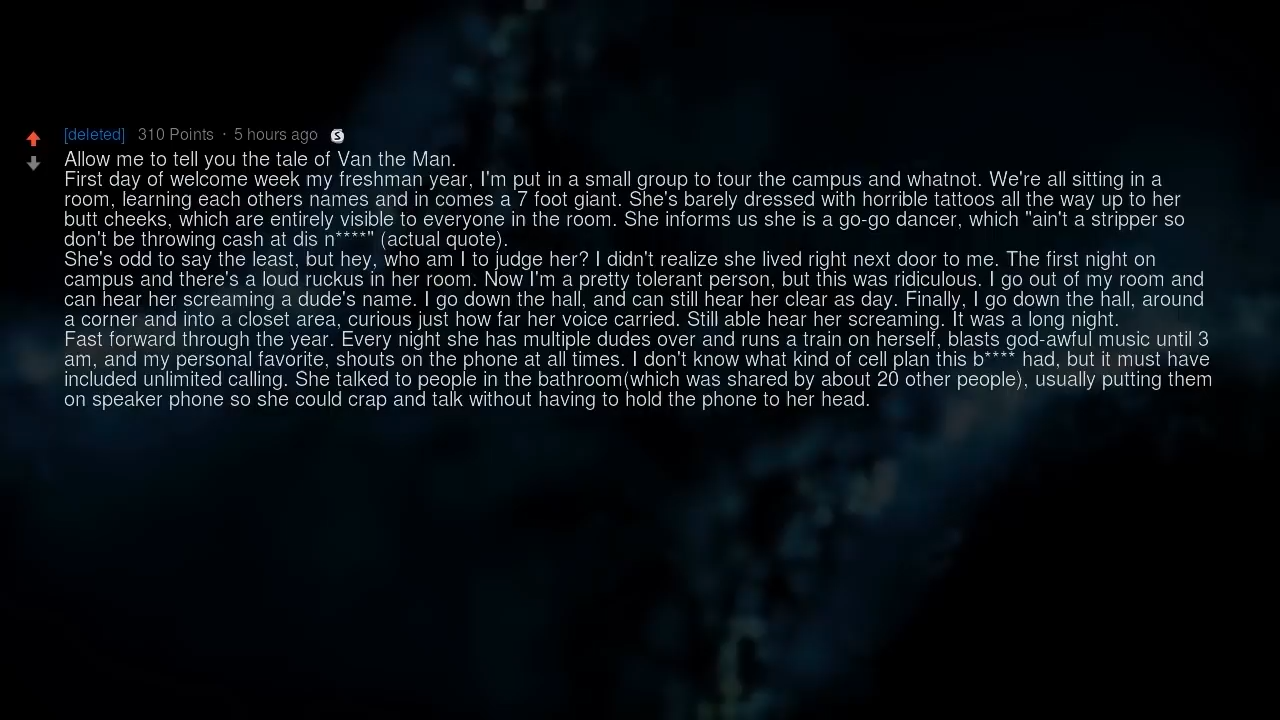 [deleted] 310 Points · 5 hours ago S
Allow me to tell you the tale of Van the Man.
First day of welcome week my freshman year, I'm put in a small group to tour the campus and whatnot. We're all sitting in a
room, learning each others names and in comes a 7 foot giant. She's barely dressed with horrible tattoos all the way up to her
butt cheeks, which are entirely visible to everyone in the room. She informs us she is a go-go dancer, which "ain't a stripper so
don't be throwing cash at dis n****" (actual quote).
She's odd to say the least, but hey, who am I to judge her? I didn't realize she lived right next door to me. The first night on
campus and there's a loud ruckus in her room. Now I'm a pretty tolerant person, but this was ridiculous. I go out of my room and
can hear her screaming a dude's name. I go down the hall, and can still hear her clear as day. Finally, I go down the hall, around
a corner and into a closet area, curious just how far her voice carried. Still able hear her screaming. It was a long night.
Fast forward through the year. Every night she has multiple dudes over and runs a train on herself, blasts god-awful music until 3
am, and my personal favorite, shouts on the phone at all times. I don't know what kind of cell plan this b**** had, but it must have
included unlimited calling. She talked to people in the bathroom(which was shared by about 20 other people), usually putting them
on speaker phone so she could crap and talk without having to hold the phone to her head.